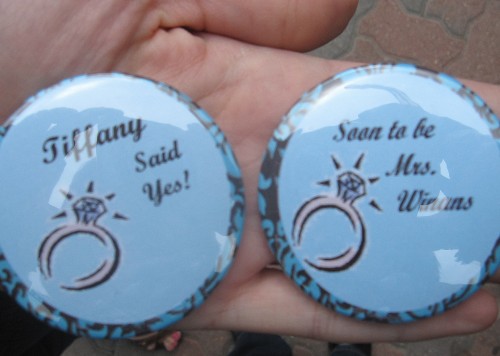 Tiffany
Said
Yes!
Soon to be
Mrs.
Winans